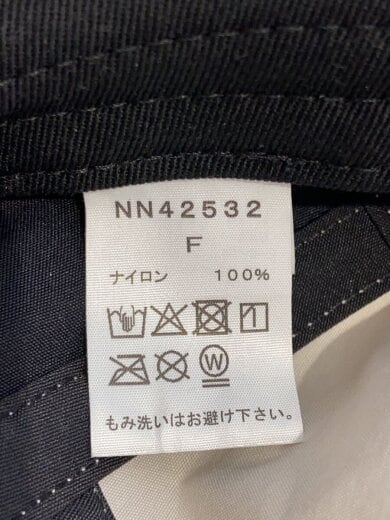 NN42532
F
ナイロン 100%
W
もみ洗いはお避け下さい。